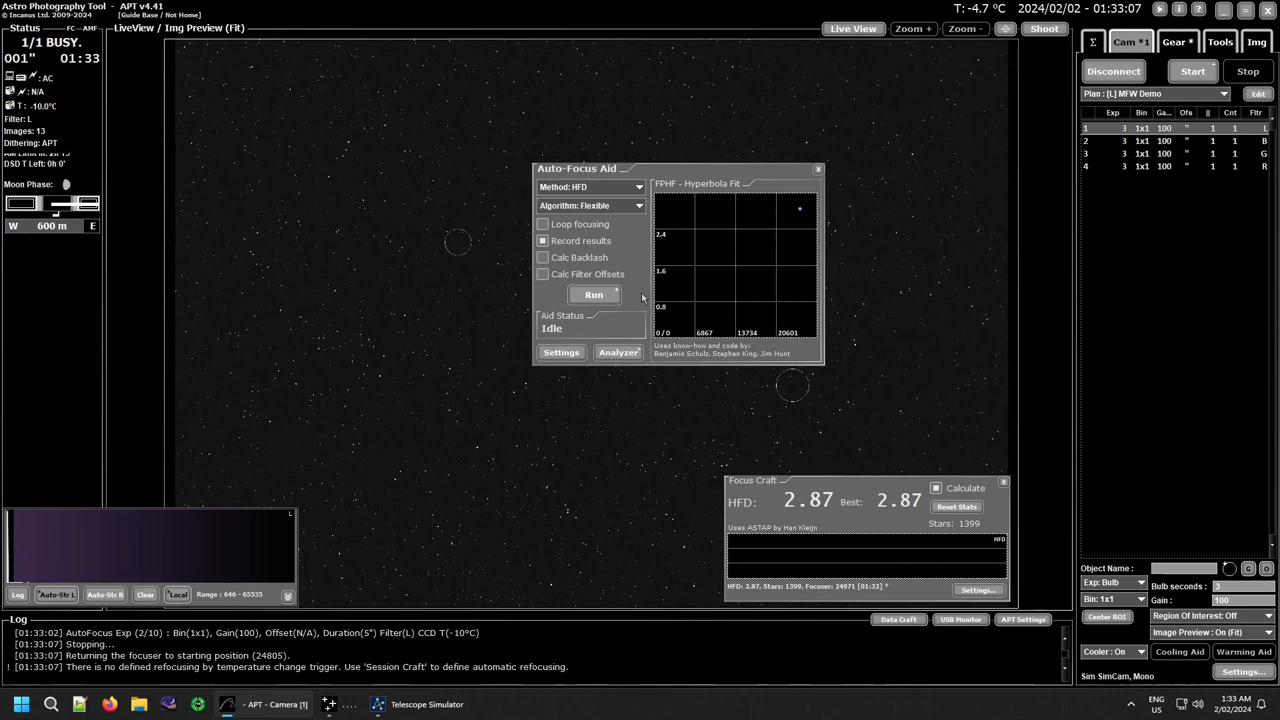 Astro Photography Tool - APT v4.41
© Incanus Ltd. 2009-2024
[Guide Base / Not Home]
T: -4.7 ºC
2024/02/02 - 01:33:07
Status
FC - AMF
LiveView / Img Preview (Fit)
Live View
Zoom +
Zoom -
Shoot
Σ
Cam *1
Gear *
Tools
Img
1/1 BUSY.
001" 01:33
: AC
: N/A
T : -10.0°C
Filter: L
Images: 13
Dithering: APT
DSD T Left: 0h 0'
Moon Phase:
W 600 m E
Disconnect
Start
Stop
Plan : [L] MFW Demo
Edit
Exp Bin Ga... Ofs || Cnt Fltr
1 3 1x1 100 " 1 1 L
2 3 1x1 100 " 1 1 B
3 3 1x1 100 " 1 1 G
4 3 1x1 100 " 1 1 R
Auto-Focus Aid
Method: HFD
Algorithm: Flexible
Loop focusing
Record results
Calc Backlash
Calc Filter Offsets
Run
Aid Status
Idle
Settings
Analyzer
FPHF - Hyperbola Fit
2.4
1.6
0.8
0 / 0 6867 13734 20601
Uses know-how and code by:
Benjamin Schulz, Stephen King, Jim Hunt
Focus Craft
HFD: 2.87 Best: 2.87
Calculate
Reset Stats
Stars: 1399
Uses ASTAP by Han Kleijn
HFD
HFD: 2.87, Stars: 1399, Focuser: 24971 [01:32] *
Settings...
L
Log
Auto-Str L
Auto-Str R
Clear
Local
Range : 646 - 65535
Object Name :
G
O
Exp: Bulb
Bulb seconds : 3
Bin: 1x1
Gain : 100
Center ROI
Region Of Interest: Off
Image Preview : On (Fit)
Cooler : On
Cooling Aid
Warming Aid
Sim SimCam, Mono
Settings...
Log
Data Craft
USB Monitor
APT Settings
[01:33:02] AutoFocus Exp (2/10) : Bin(1x1), Gain(100), Offset(N/A), Duration(5") Filter(L) CCD T(-10°C)
[01:33:07] Stopping...
[01:33:07] Returning the focuser to starting position (24805).
! [01:33:07] There is no defined refocusing by temperature change trigger. Use 'Session Craft' to define automatic refocusing.
- APT - Camera [1]
....
Telescope Simulator
ENG
US
1:33 AM
2/02/2024